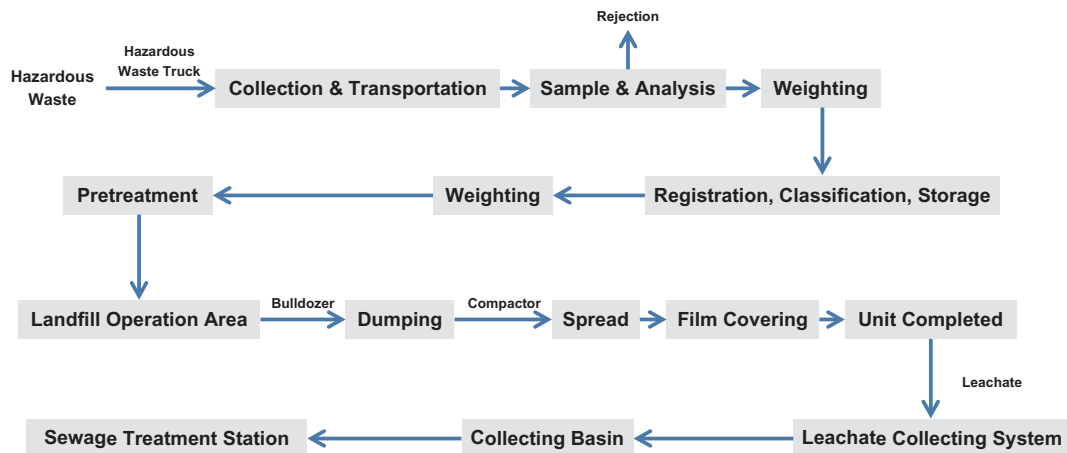 Rejection
Hazardous
Waste Truck
Hazardous
Waste
Collection & Transportation
Sample & Analysis
Weighting
Pretreatment
Weighting
Registration, Classification, Storage
Landfill Operation Area
Bulldozer
Dumping
Compactor
Spread
Film Covering
Unit Completed
Leachate
Sewage Treatment Station
Collecting Basin
Leachate Collecting System